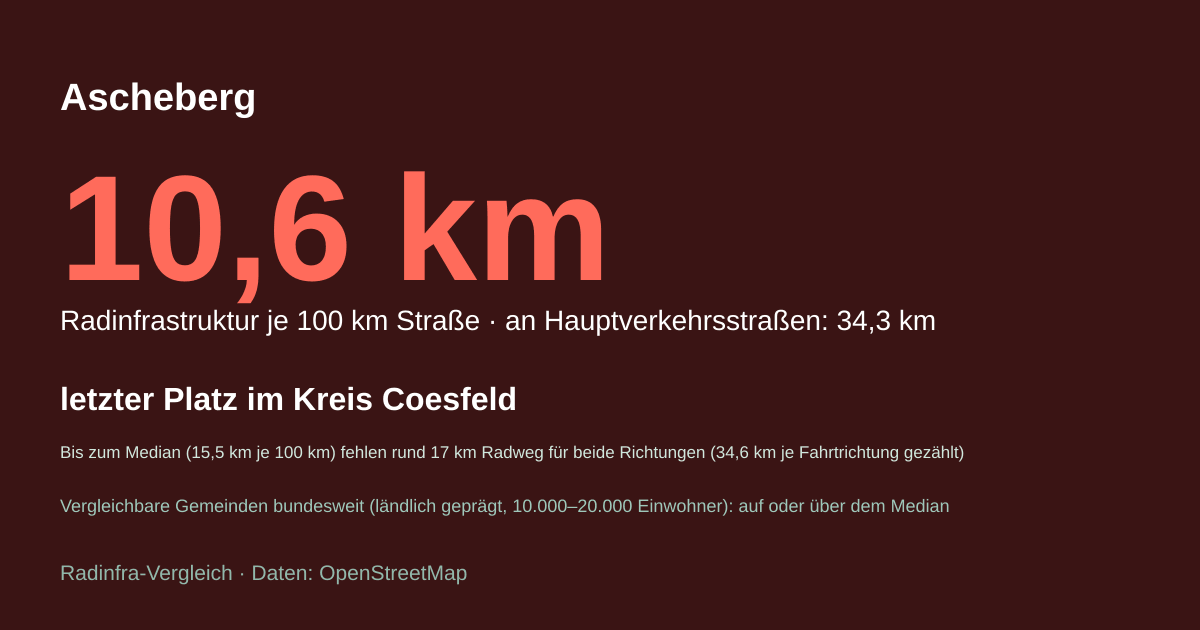 Ascheberg
10,6 km
Radinfrastruktur je 100 km Straße · an Hauptverkehrsstraßen: 34,3 km
letzter Platz im Kreis Coesfeld
Bis zum Median (15,5 km je 100 km) fehlen rund 17 km Radweg für beide Richtungen (34,6 km je Fahrtrichtung gezählt)
Vergleichbare Gemeinden bundesweit (ländlich geprägt, 10.000–20.000 Einwohner): auf oder über dem Median
Radinfra-Vergleich · Daten: OpenStreetMap